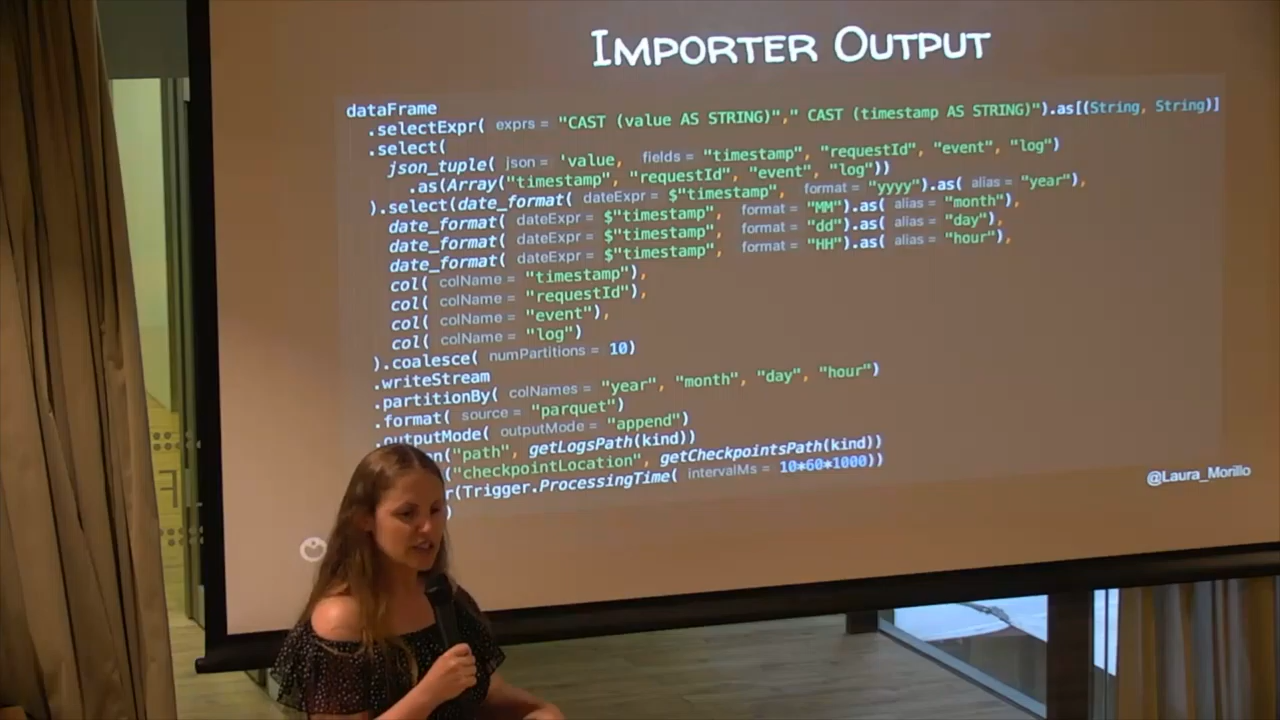 IMPORTER OUTPUT
dataFrame
.selectExpr( exprs = "CAST (value AS STRING)"," CAST (timestamp AS STRING)").as[(String, String)]
.select(
json_tuple( json = 'value, fields = "timestamp", "requestId", "event", "log")
.as(Array("timestamp", "requestId", "event", "log"))
).select(date_format( dateExpr = $"timestamp", format = "yyyy").as( alias = "year"),
date_format( dateExpr = $"timestamp", format = "MM").as( alias = "month"),
date_format( dateExpr = $"timestamp", format = "dd").as( alias = "day"),
date_format( dateExpr = $"timestamp", format = "HH").as( alias = "hour"),
col( colName = "timestamp"),
col( colName = "requestId"),
col( colName = "event"),
col( colName = "log")
).coalesce( numPartitions = 10)
.writeStream
.partitionBy( colNames = "year", "month", "day", "hour")
.format( source = "parquet")
.outputMode( outputMode = "append")
on("path", getLogsPath(kind))
("checkpointLocation", getCheckpointsPath(kind))
r(Trigger.ProcessingTime( intervalMs = 10*60*1000))
)
@Laura_Morillo